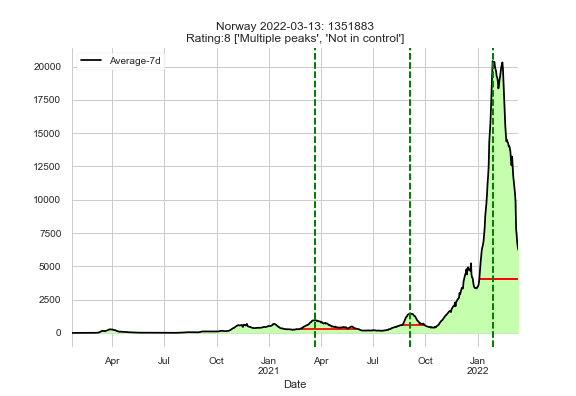 Norway 2022-03-13: 1351883
Rating:8 ['Multiple peaks', 'Not in control']
Average-7d
20000
17500
15000
12500
10000
7500
5000
2500
0
Apr Jul Oct Jan Apr Jul Oct Jan
2021 2022
Date